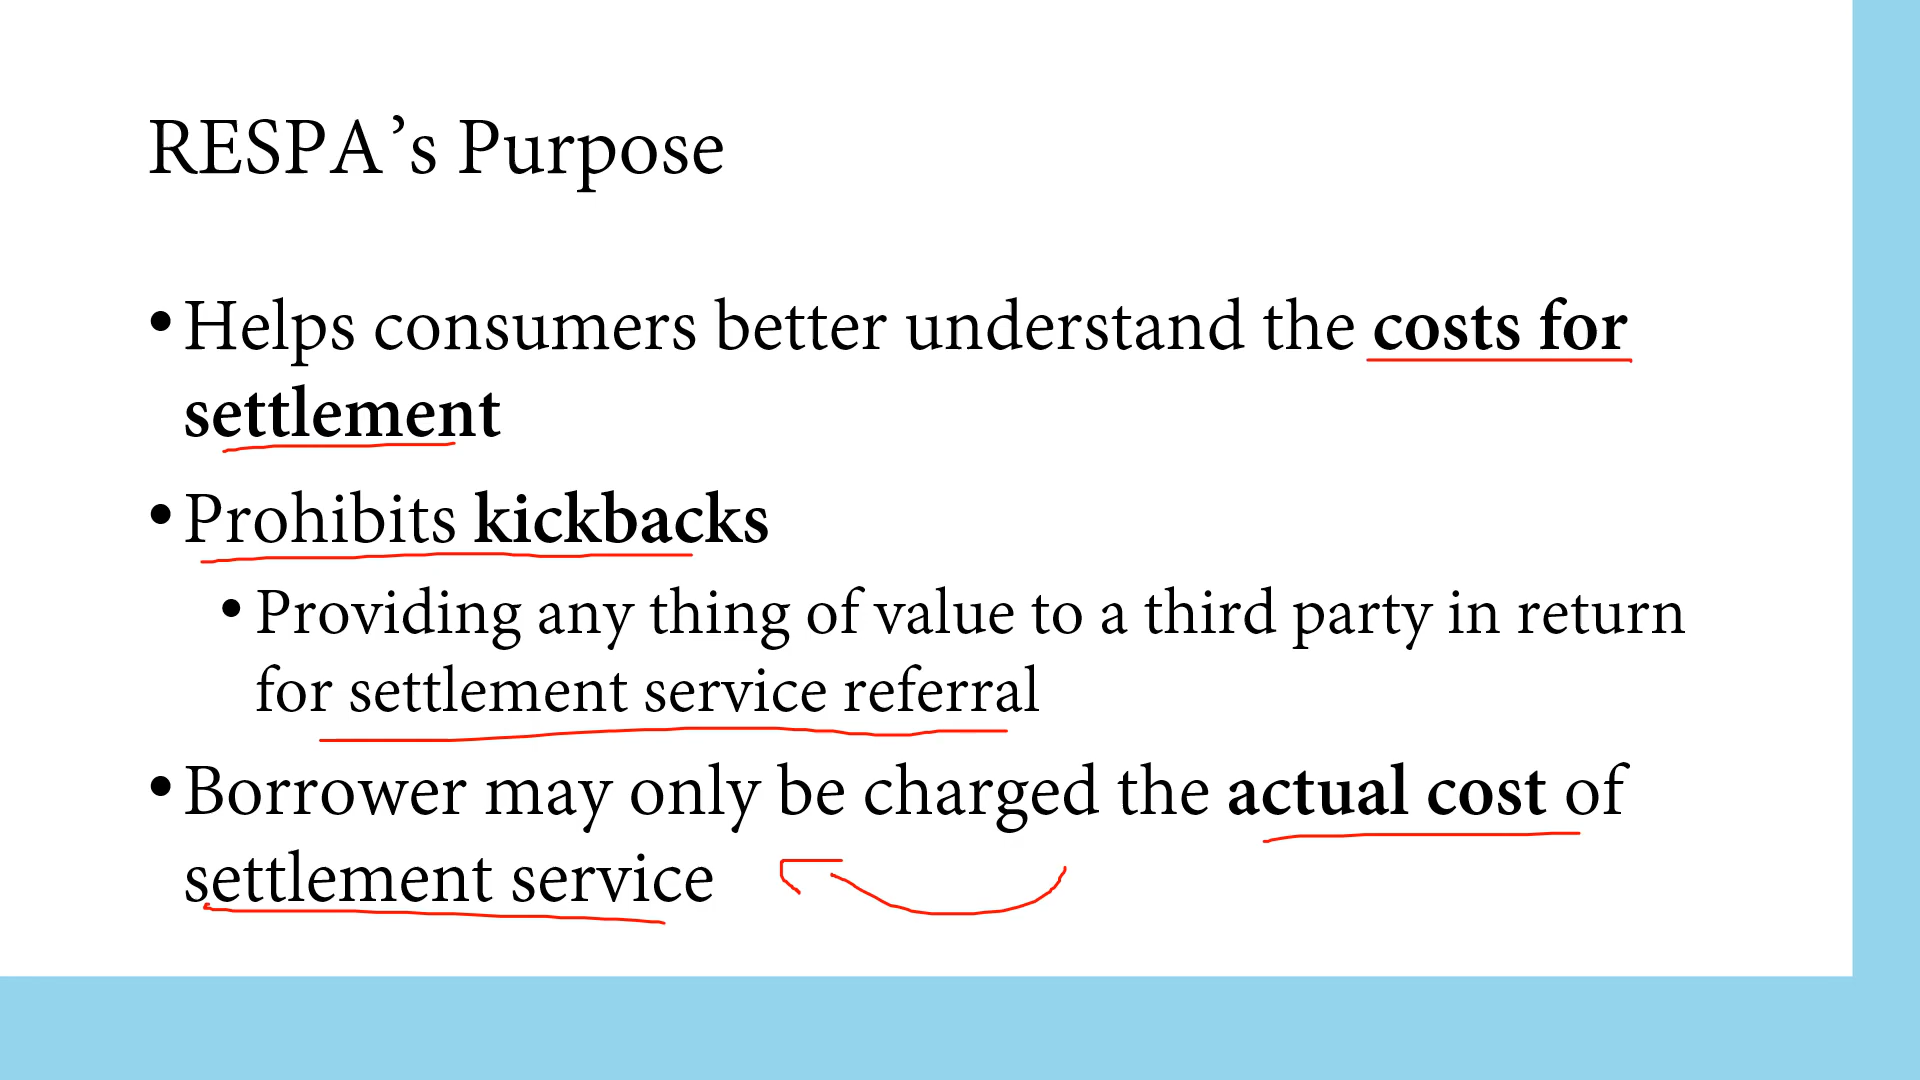 RESPA’s Purpose
•Helps consumers better understand the costs for
settlement
•Prohibits kickbacks
•Providing any thing of value to a third party in return
for settlement service referral
•Borrower may only be charged the actual cost of
settlement service